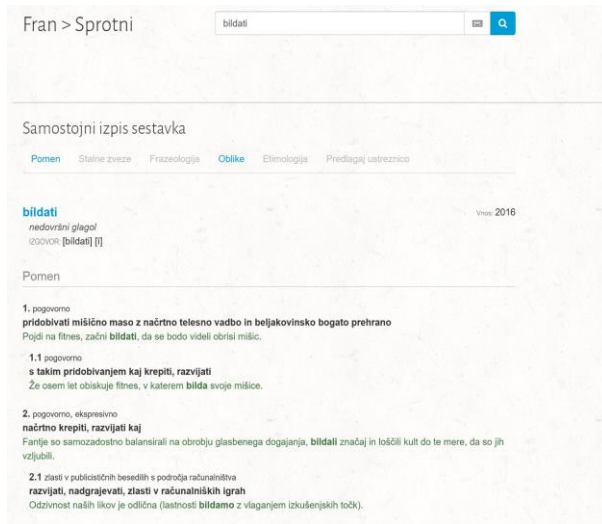 Fran > Sprotni
bildati
Samostojni izpis sestavka
Pomen Stalne zveze Frazeologija Oblike Etimologija Predlagaj ustreznico
bíldati
Vnos: 2016
nedovršni glagol
IZGOVOR: [bíldati] [i]
Pomen
1. pogovorno
pridobivati mišično maso z načrtno telesno vadbo in beljakovinsko bogato prehrano
Pojdi na fitnes, začni bildati, da se bodo videli obrisi mišic.
1.1 pogovorno
s takim pridobivanjem kaj krepiti, razvijati
Že osem let obiskuje fitnes, v katerem bilda svoje mišice.
2. pogovorno, ekspresivno
načrtno krepiti, razvijati kaj
Fantje so samozadostno balansirali na obrobju glasbenega dogajanja, bildali značaj in loščili kult do te mere, da so jih
vzljubili.
2.1 zlasti v publicističnih besedilih s področja računalništva
razvijati, nadgrajevati, zlasti v računalniških igrah
Odzivnost naših likov je odlična (lastnosti bildamo z vlaganjem izkušenjskih točk).